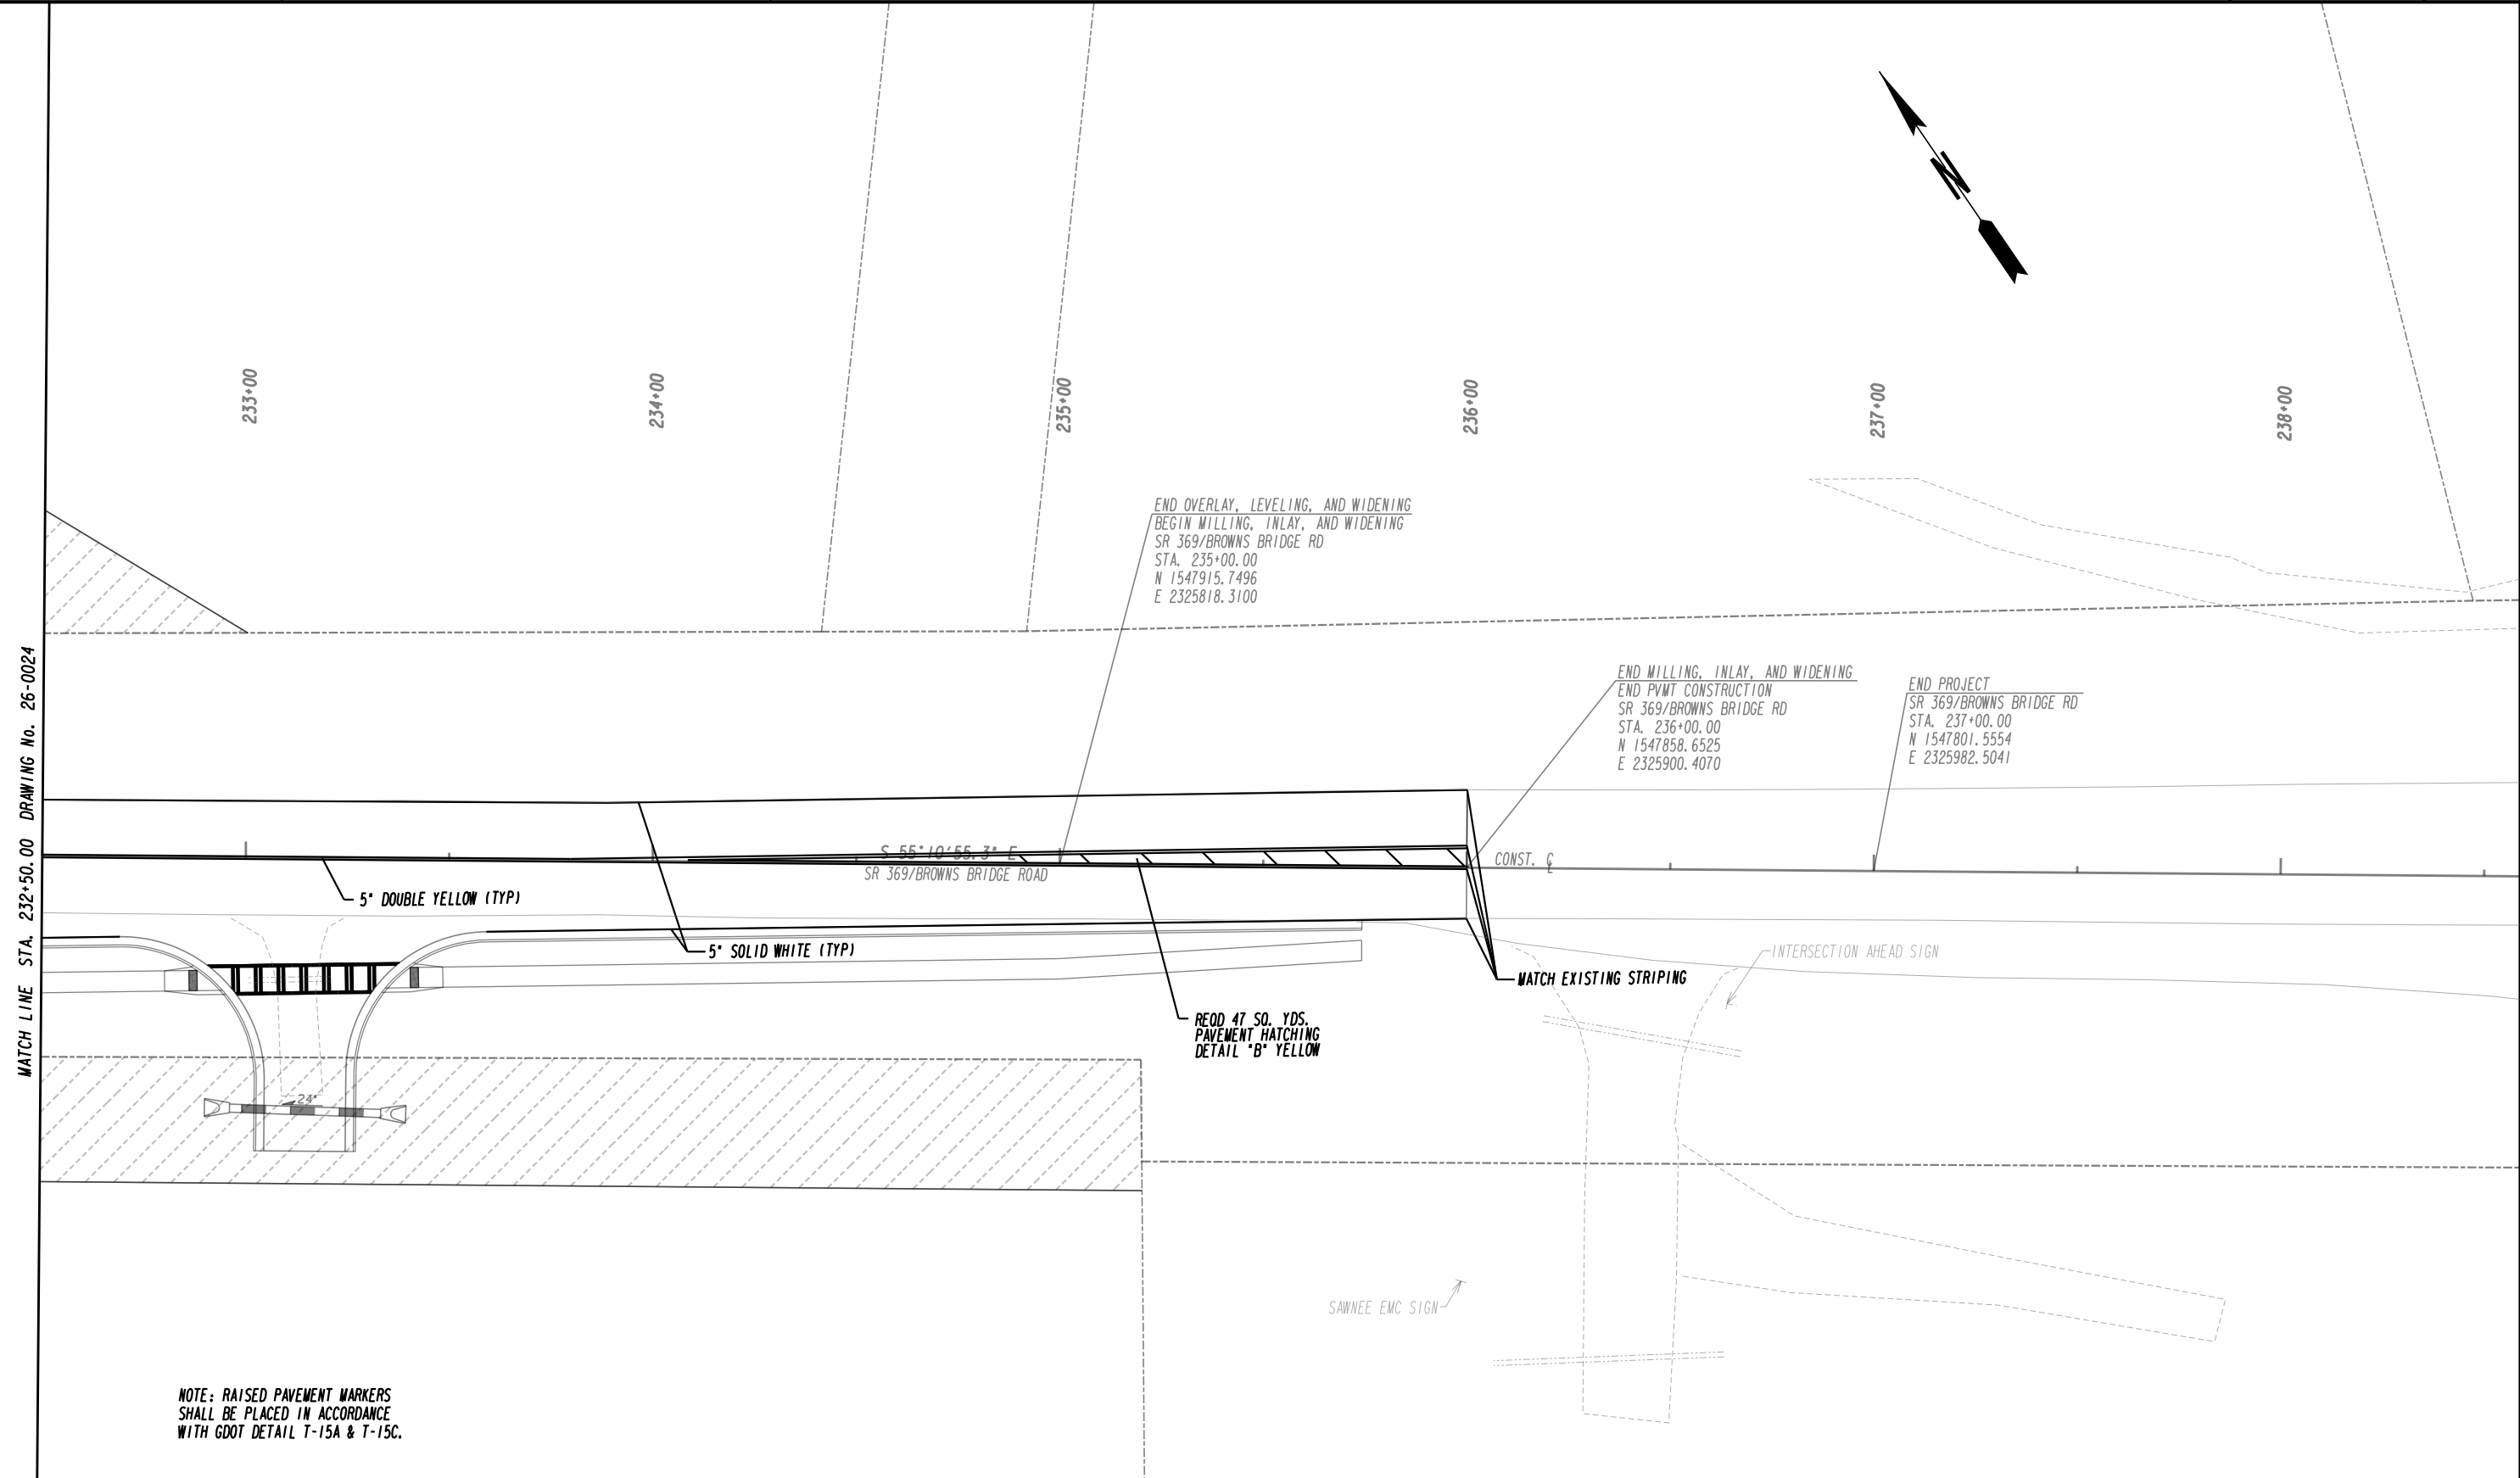 233+00
234+00
235+00
236+00
237+00
238+00
N
END OVERLAY, LEVELING, AND WIDENING
BEGIN MILLING, INLAY, AND WIDENING
SR 369/BROWNS BRIDGE RD
STA. 235+00.00
N 1547915.7496
E 2325818.3100
END MILLING, INLAY, AND WIDENING
END PVMT CONSTRUCTION
SR 369/BROWNS BRIDGE RD
STA. 236+00.00
N 1547858.6525
E 2325900.4070
END PROJECT
SR 369/BROWNS BRIDGE RD
STA. 237+00.00
N 1547801.5554
E 2325982.5041
MATCH LINE STA. 232+50.00 DRAWING No. 26-0024
S 55°10'55.3" E
SR 369/BROWNS BRIDGE ROAD
CONST. ℄
5" DOUBLE YELLOW (TYP)
5" SOLID WHITE (TYP)
MATCH EXISTING STRIPING
INTERSECTION AHEAD SIGN
REQD 47 SQ. YDS.
PAVEMENT HATCHING
DETAIL "B" YELLOW
24"
SAWNEE EMC SIGN
NOTE: RAISED PAVEMENT MARKERS
SHALL BE PLACED IN ACCORDANCE
WITH GDOT DETAIL T-15A & T-15C.